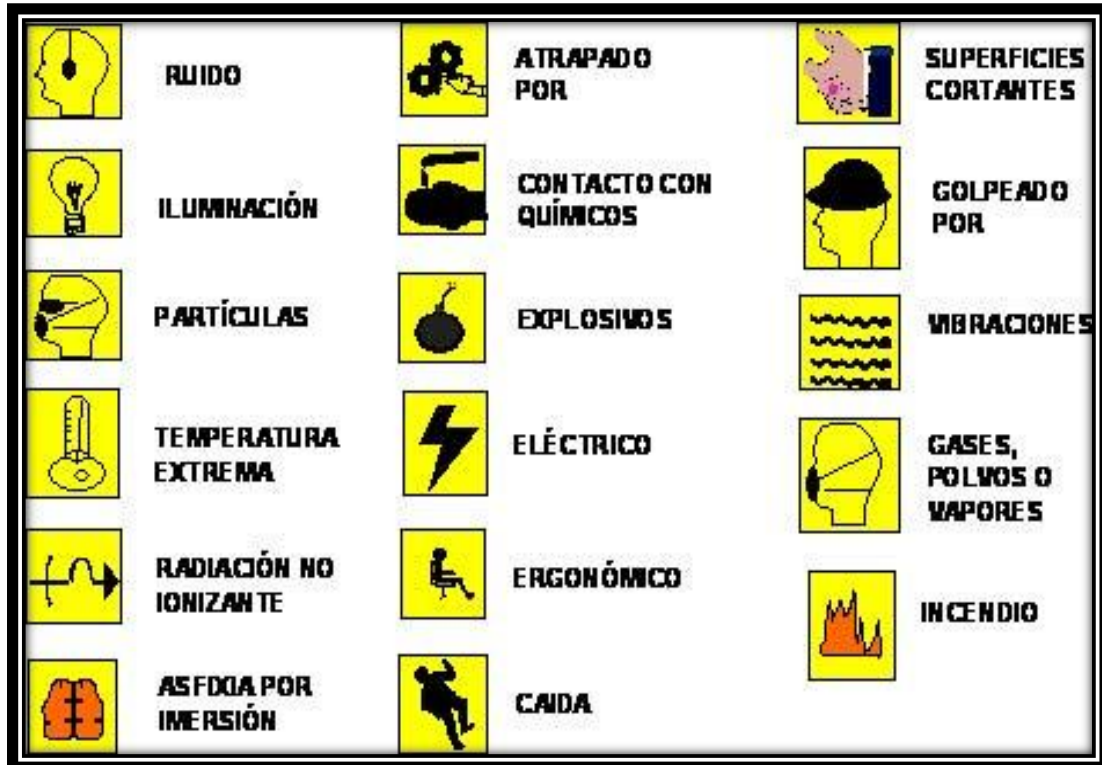 RUIDO
ILUMINACIÓN
PARTÍCULAS
TEMPERATURA
EXTREMA
RADIACIÓN NO
IONIZANTE
ASFIXIA POR
IMERSIÓN
ATRAPADO
POR
CONTACTO CON
QUÍMICOS
EXPLOSIVOS
ELÉCTRICO
ERGONÓMICO
CAIDA
SUPERFICIES
CORTANTES
GOLPEADO
POR
VIBRACIONES
GASES,
POLVOS O
VAPORES
INCENDIO